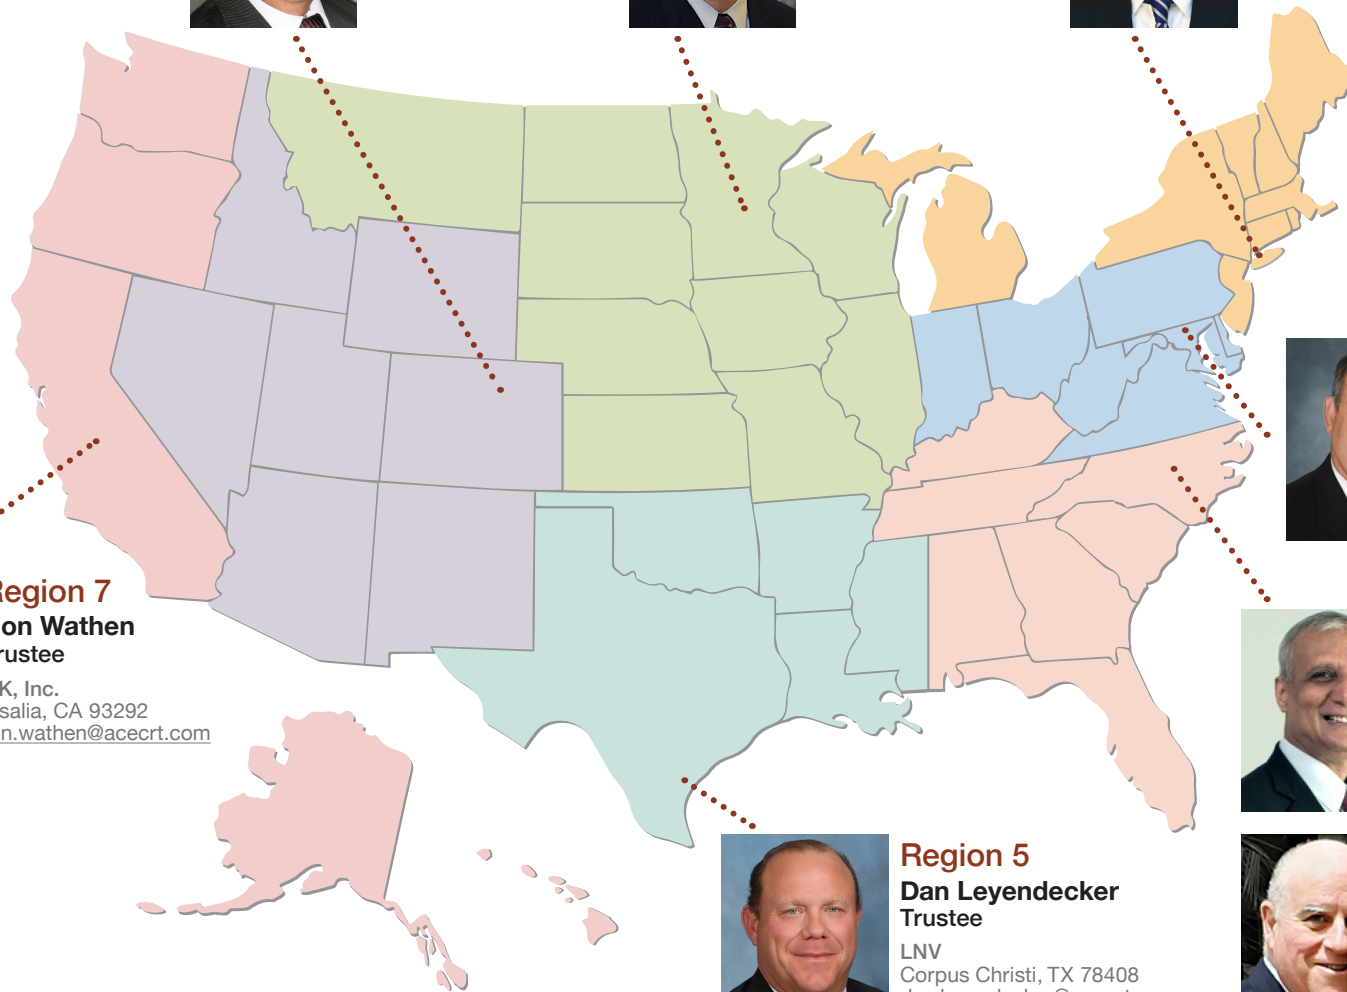 Region 7
on Wathen
rustee
K, Inc.
salia, CA 93292
n.wathen@acecrt.com
Region 5
Dan Leyendecker
Trustee
LNV
Corpus Christi, TX 78408